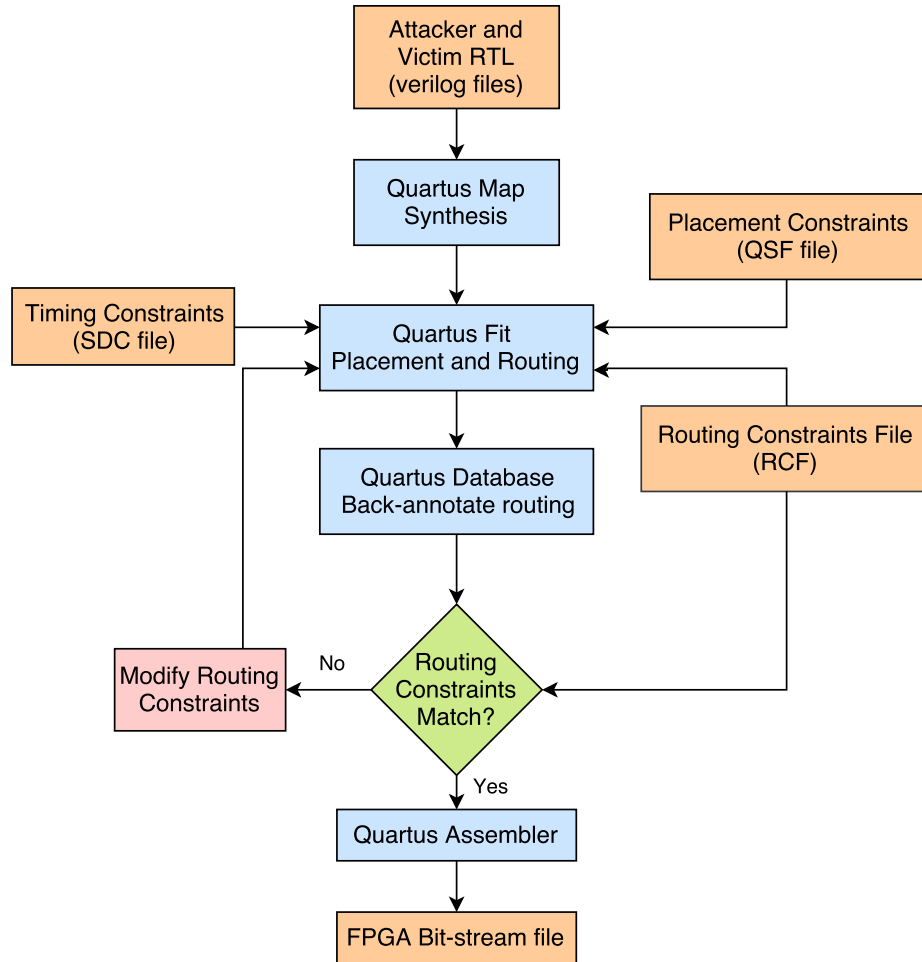 Attacker and
Victim RTL
(verilog files)
Quartus Map
Synthesis
Placement Constraints
(QSF file)
Timing Constraints
(SDC file)
Quartus Fit
Placement and Routing
Routing Constraints File
(RCF)
Quartus Database
Back-annotate routing
Modify Routing
Constraints
No
Routing
Constraints
Match?
Yes
Quartus Assembler
FPGA Bit-stream file